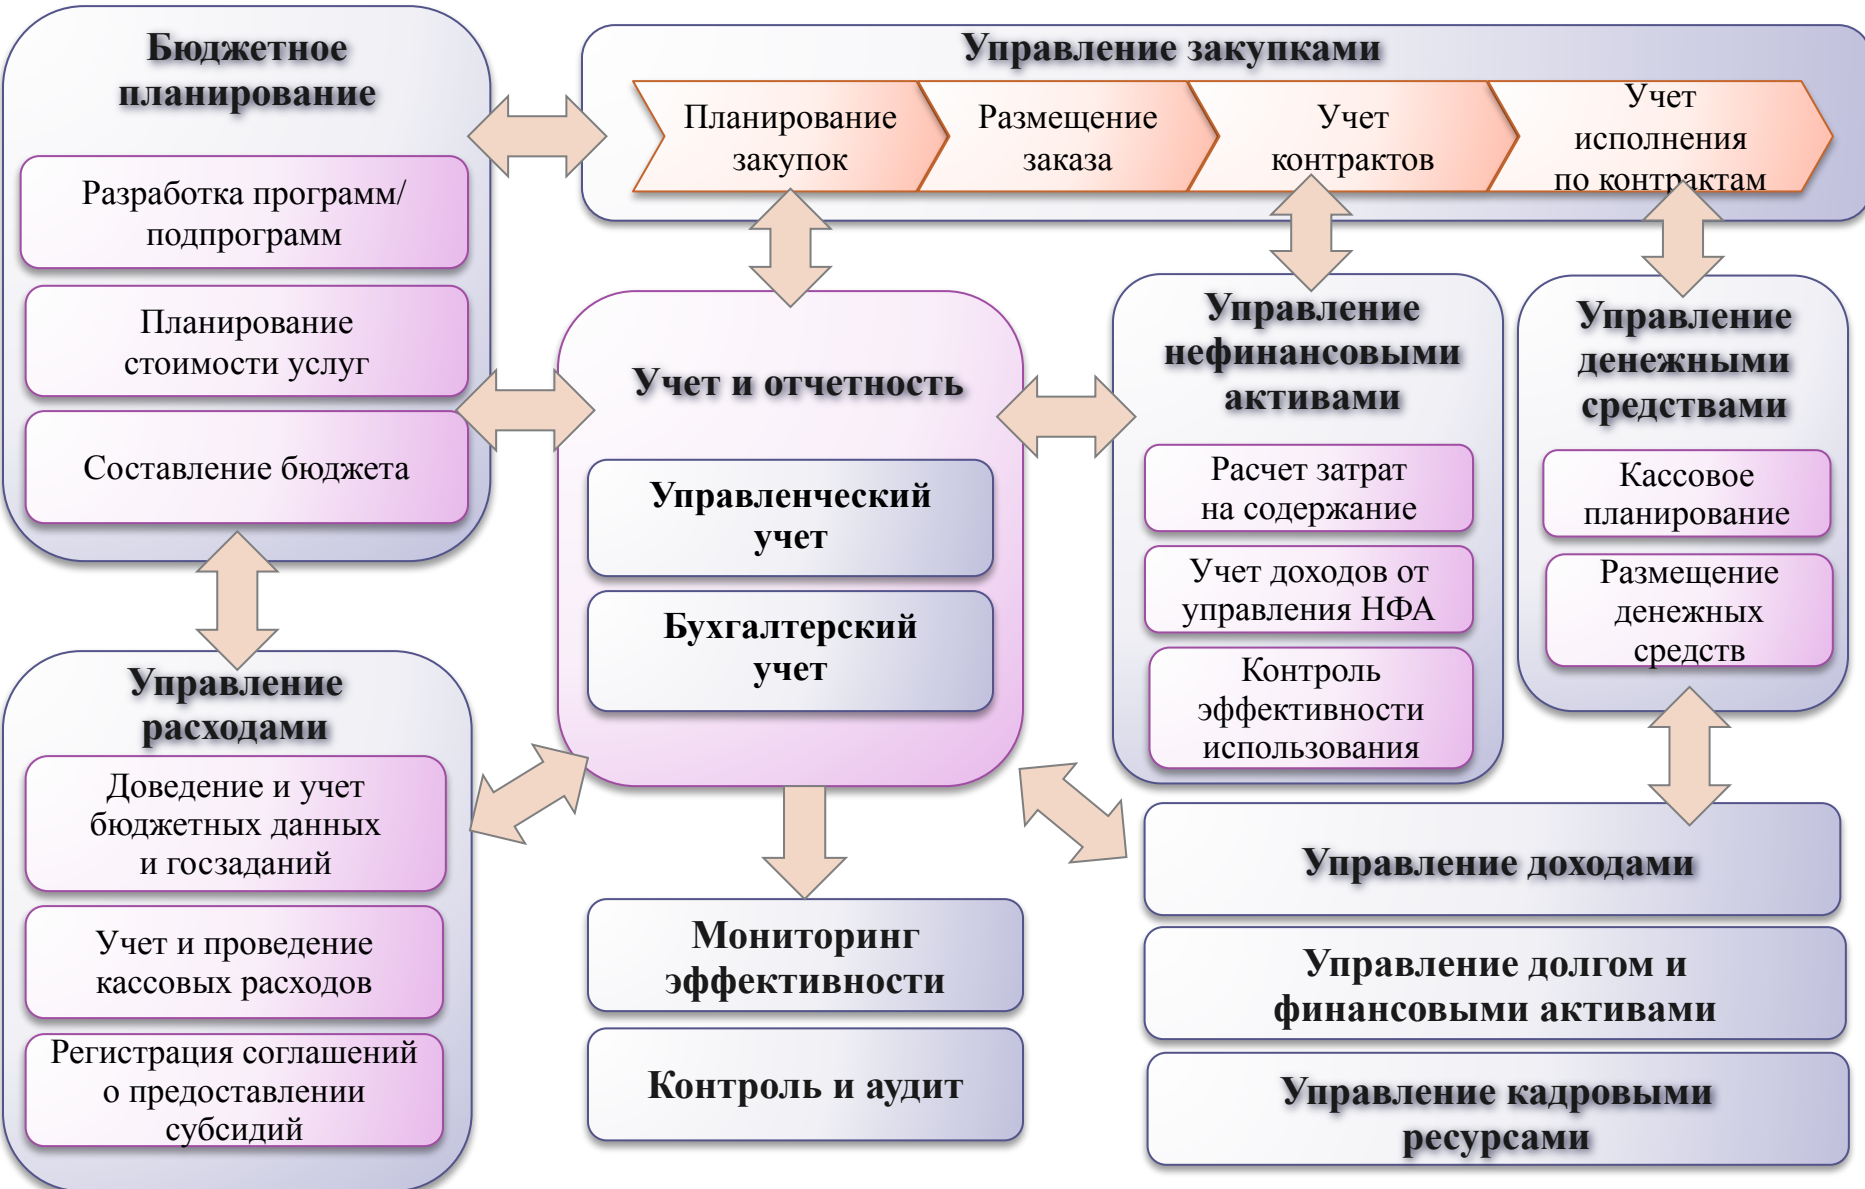 Бюджетное
планирование
Разработка программ/
подпрограмм
Планирование
стоимости услуг
Составление бюджета
Управление закупками
Планирование
закупок
Размещение
заказа
Учет
контрактов
Учет
исполнения
по контрактам
Учет и отчетность
Управленческий
учет
Бухгалтерский
учет
Управление
нефинансовыми
активами
Расчет затрат
на содержание
Учет доходов от
управления НФА
Контроль
эффективности
использования
Управление
денежными
средствами
Кассовое
планирование
Размещение
денежных
средств
Управление
расходами
Доведение и учет
бюджетных данных
и госзаданий
Учет и проведение
кассовых расходов
Регистрация соглашений
о предоставлении
субсидий
Мониторинг
эффективности
Контроль и аудит
Управление доходами
Управление долгом и
финансовыми активами
Управление кадровыми
ресурсами